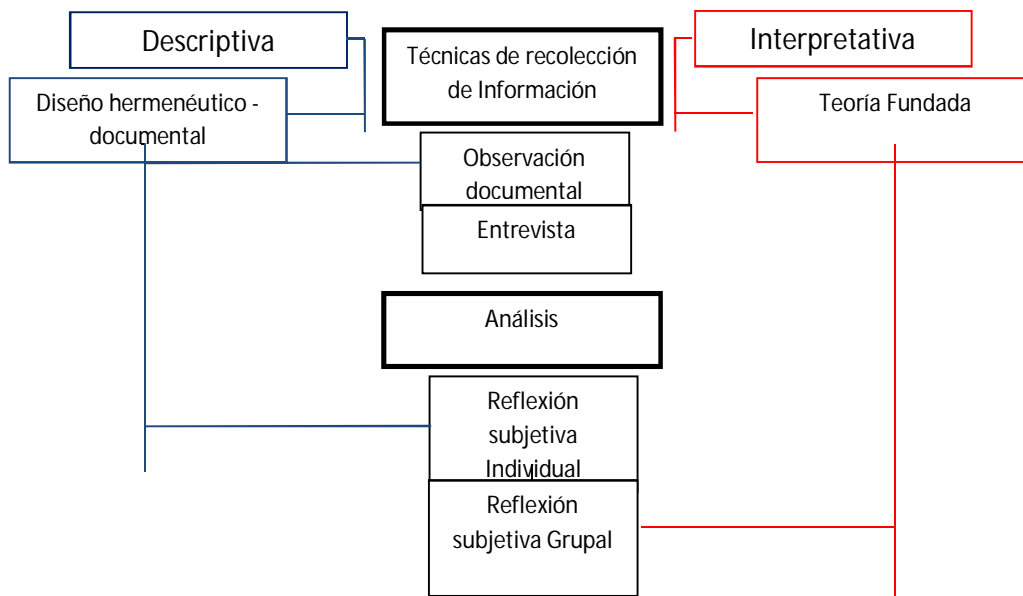 Descriptiva
Técnicas de recolección
de Información
Interpretativa
Diseño hermenéutico -
documental
Teoría Fundada
Observación
documental
Entrevista
Análisis
Reflexión
subjetiva
Individual
Reflexión
subjetiva Grupal